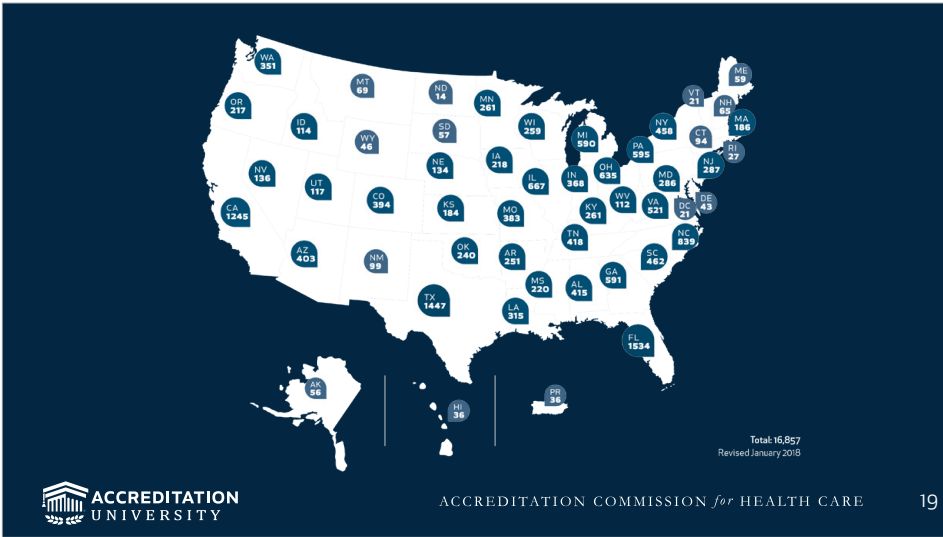 WA
351
MT
69
ND
14
MN
261
ME
59
VT
21
NH
65
OR
217
ID
114
WY
46
SD
57
WI
259
MI
590
NY
458
MA
186
CT
94
RI
27
PA
595
NV
136
UT
117
CO
394
NE
134
IA
218
IL
667
IN
368
OH
635
NJ
287
MD
286
DE
43
DC
21
CA
1245
KS
184
MO
383
KY
261
WV
112
VA
521
AZ
403
NM
99
OK
240
AR
251
TN
418
NC
839
SC
462
TX
1447
LA
315
MS
220
AL
415
GA
591
FL
1534
AK
56
HI
36
PR
36
Total: 16,857
Revised January 2018
ACCREDITATION
UNIVERSITY
ACCREDITATION COMMISSION for HEALTH CARE
19